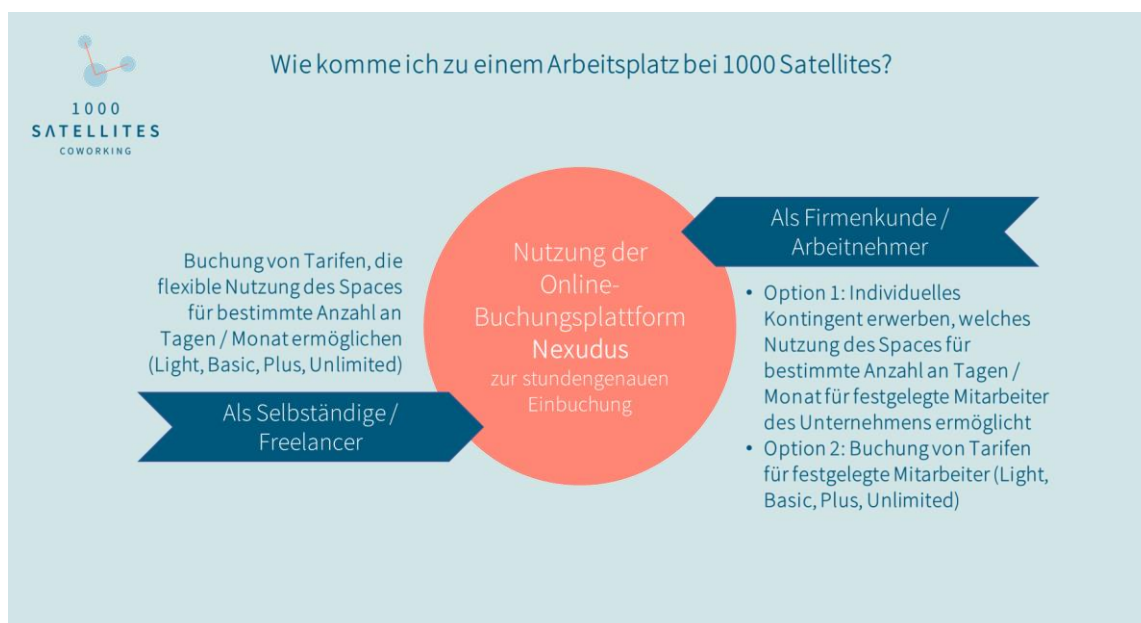 1000
SATELLITES
COWORKING
Wie komme ich zu einem Arbeitsplatz bei 1000 Satellites?
Buchung von Tarifen, die
flexible Nutzung des Spaces
für bestimmte Anzahl an
Tagen / Monat ermöglichen
(Light, Basic, Plus, Unlimited)
Als Selbständige /
Freelancer
Nutzung der
Online-
Buchungsplattform
Nexudus
zur stundengenauen
Einbuchung
Als Firmenkunde /
Arbeitnehmer
• Option 1: Individuelles
Kontingent erwerben, welches
Nutzung des Spaces für
bestimmte Anzahl an Tagen /
Monat für festgelegte Mitarbeiter
des Unternehmens ermöglicht
• Option 2: Buchung von Tarifen
für festgelegte Mitarbeiter (Light,
Basic, Plus, Unlimited)